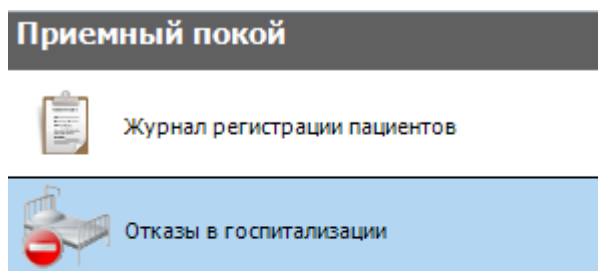 Приемный покой
Журнал регистрации пациентов
Отказы в госпитализации